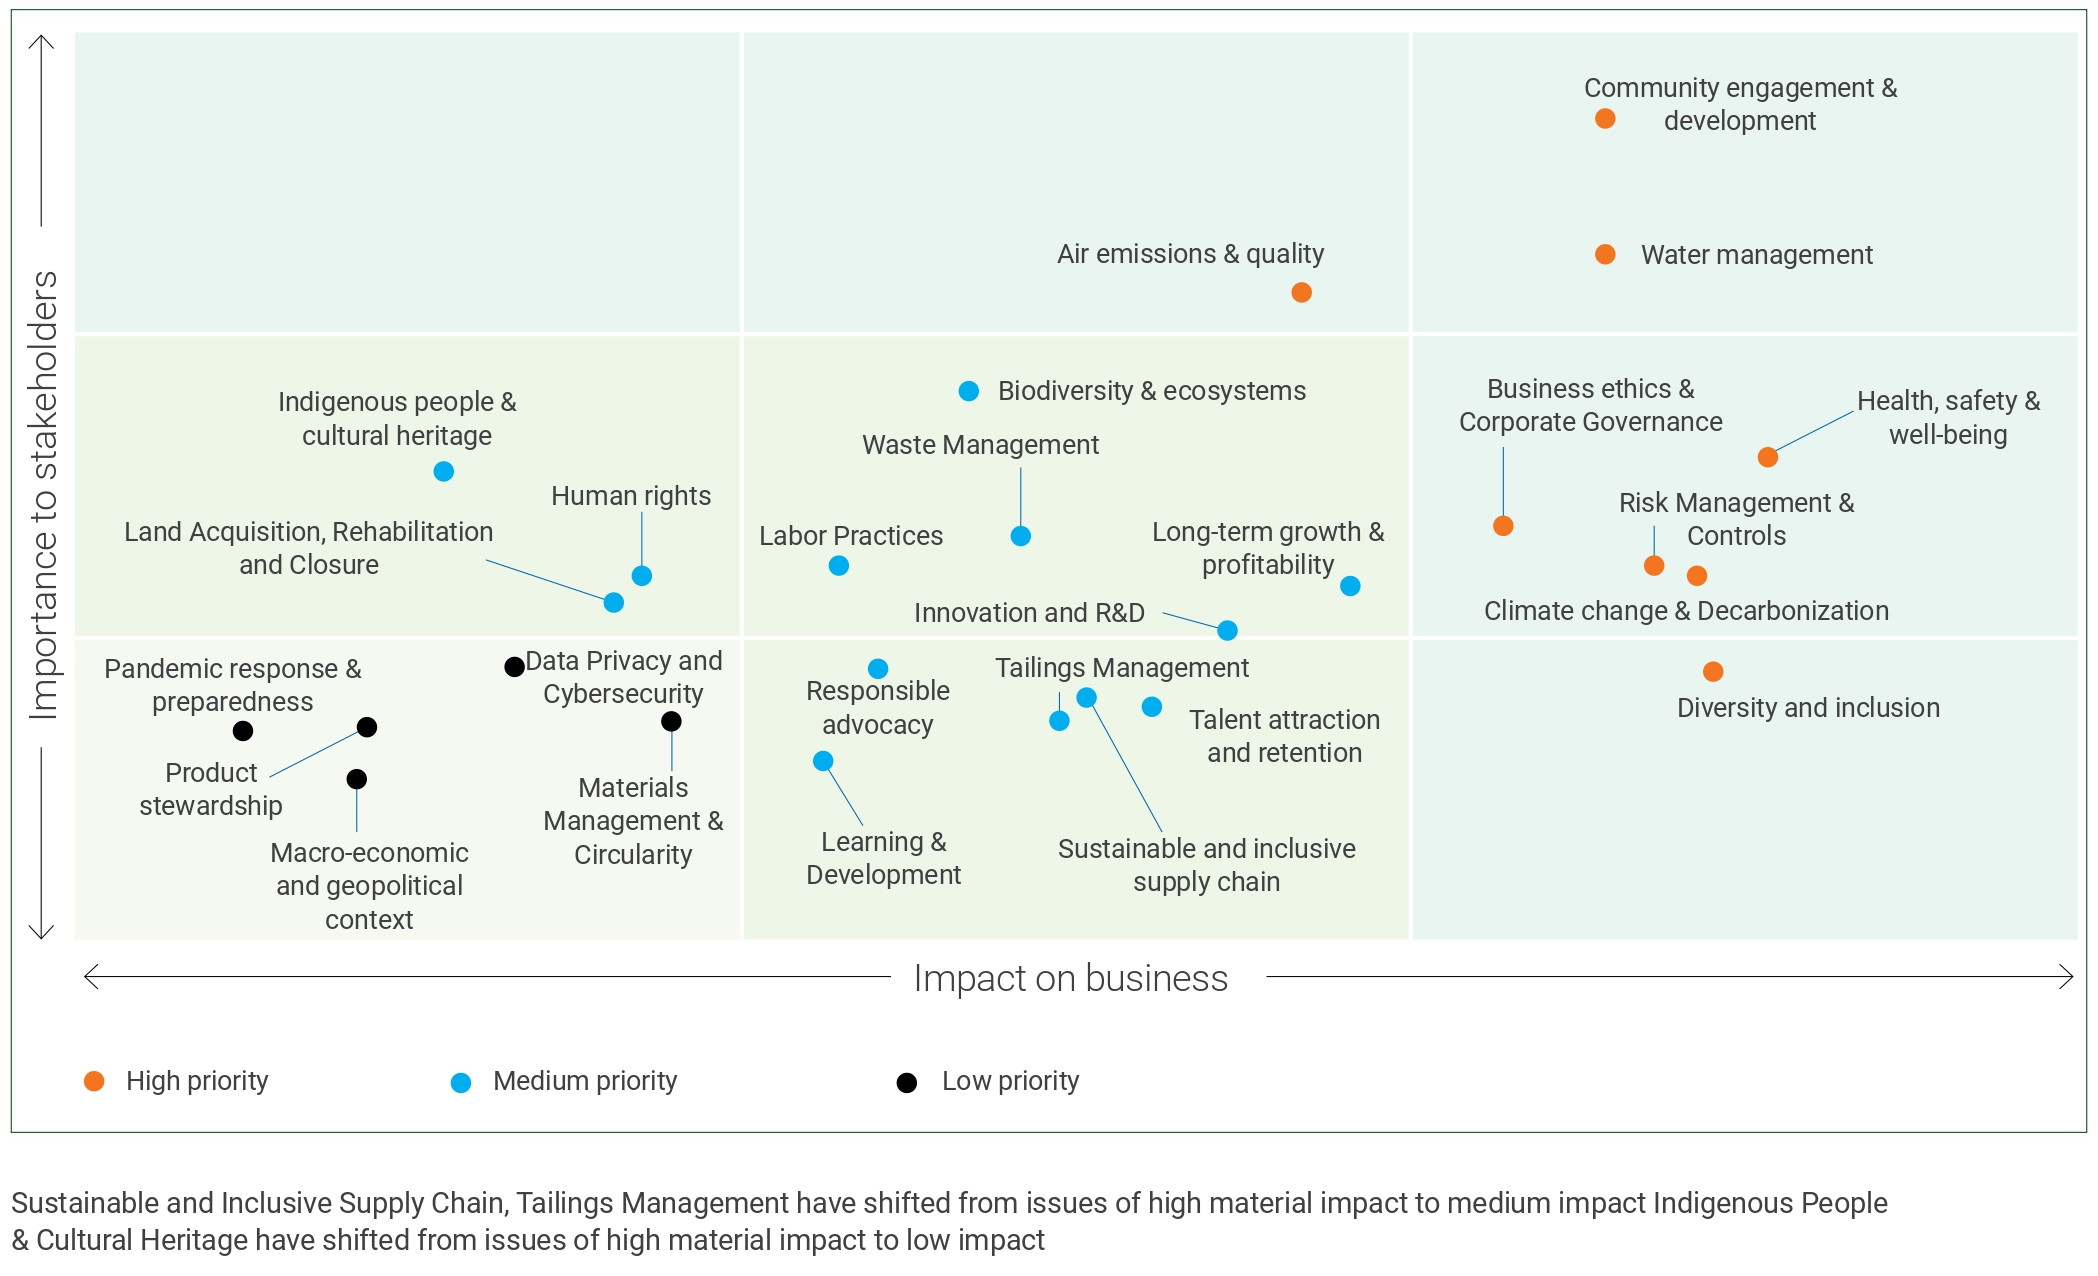 Community engagement &
development
Air emissions & quality
Water management
Importance to stakeholders
Indigenous people &
cultural heritage
Human rights
Land Acquisition, Rehabilitation
and Closure
Biodiversity & ecosystems
Waste Management
Labor Practices
Long-term growth &
profitability
Innovation and R&D
Business ethics &
Corporate Governance
Health, safety &
well-being
Risk Management &
Controls
Climate change & Decarbonization
Pandemic response &
preparedness
Data Privacy and
Cybersecurity
Product
stewardship
Materials
Management &
Circularity
Macro-economic
and geopolitical
context
Responsible
advocacy
Tailings Management
Talent attraction
and retention
Learning &
Development
Sustainable and inclusive
supply chain
Diversity and inclusion
Impact on business
High priority
Medium priority
Low priority
Sustainable and Inclusive Supply Chain, Tailings Management have shifted from issues of high material impact to medium impact Indigenous People
& Cultural Heritage have shifted from issues of high material impact to low impact